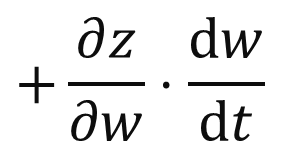 + ∂z/∂w · dw/dt